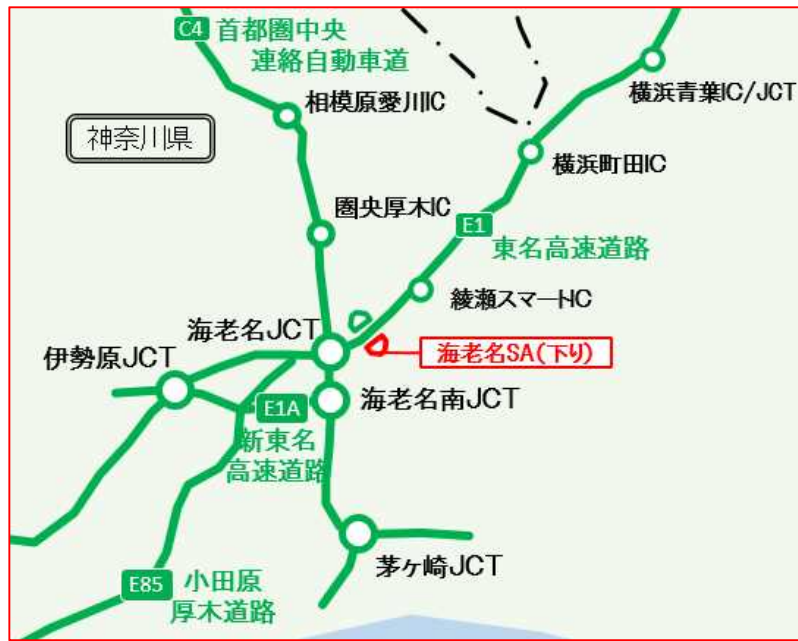 C4 首都圏中央
連絡自動車道
横浜青葉IC/JCT
相模原愛川IC
神奈川県
横浜町田IC
圏央厚木IC
E1
東名高速道路
綾瀬スマートIC
海老名JCT
伊勢原JCT
海老名SA(下り)
海老名南JCT
E1A
新東名
高速道路
茅ヶ崎JCT
E85 小田原
厚木道路